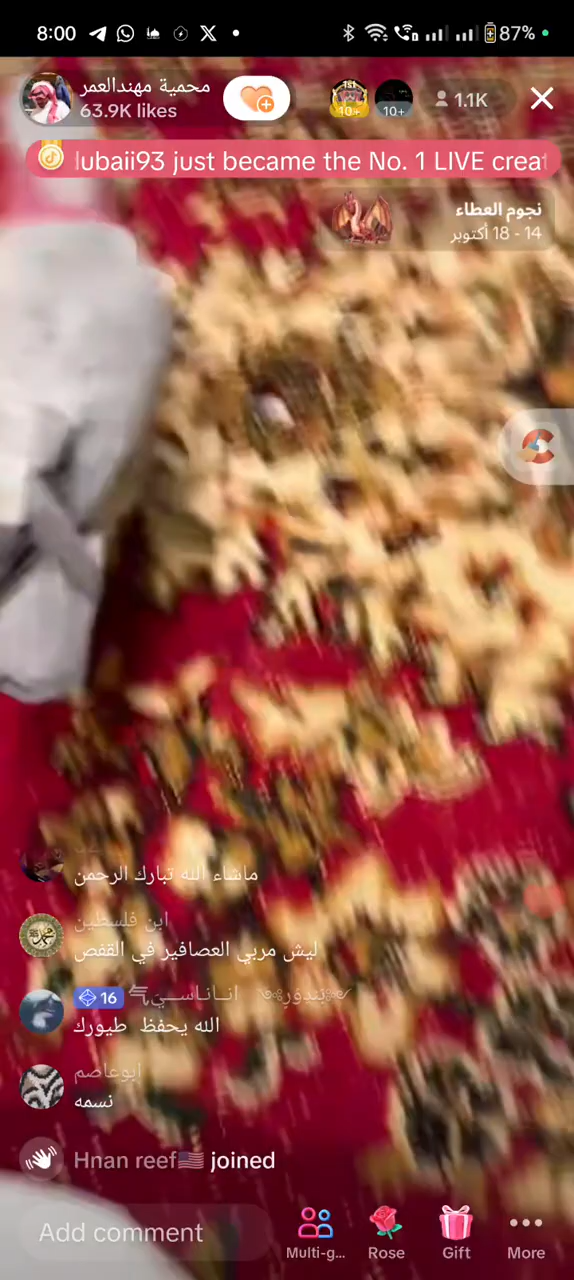 8:00
87%
محمية مهندالعمر
63.9K likes
1st
10+
10+
1.1K
lubaii93 just became the No. 1 LIVE creat
نجوم العطاء
14 - 18 أكتوبر
ماشاء الله تبارك الرحمن
ابن فلسطين
ليش مربي العصافير في القفص
16
الله يحفظ طيورك
ابوعاصم
نسمه
Hnan reef joined
Add comment
Multi-g...
Rose
Gift
More